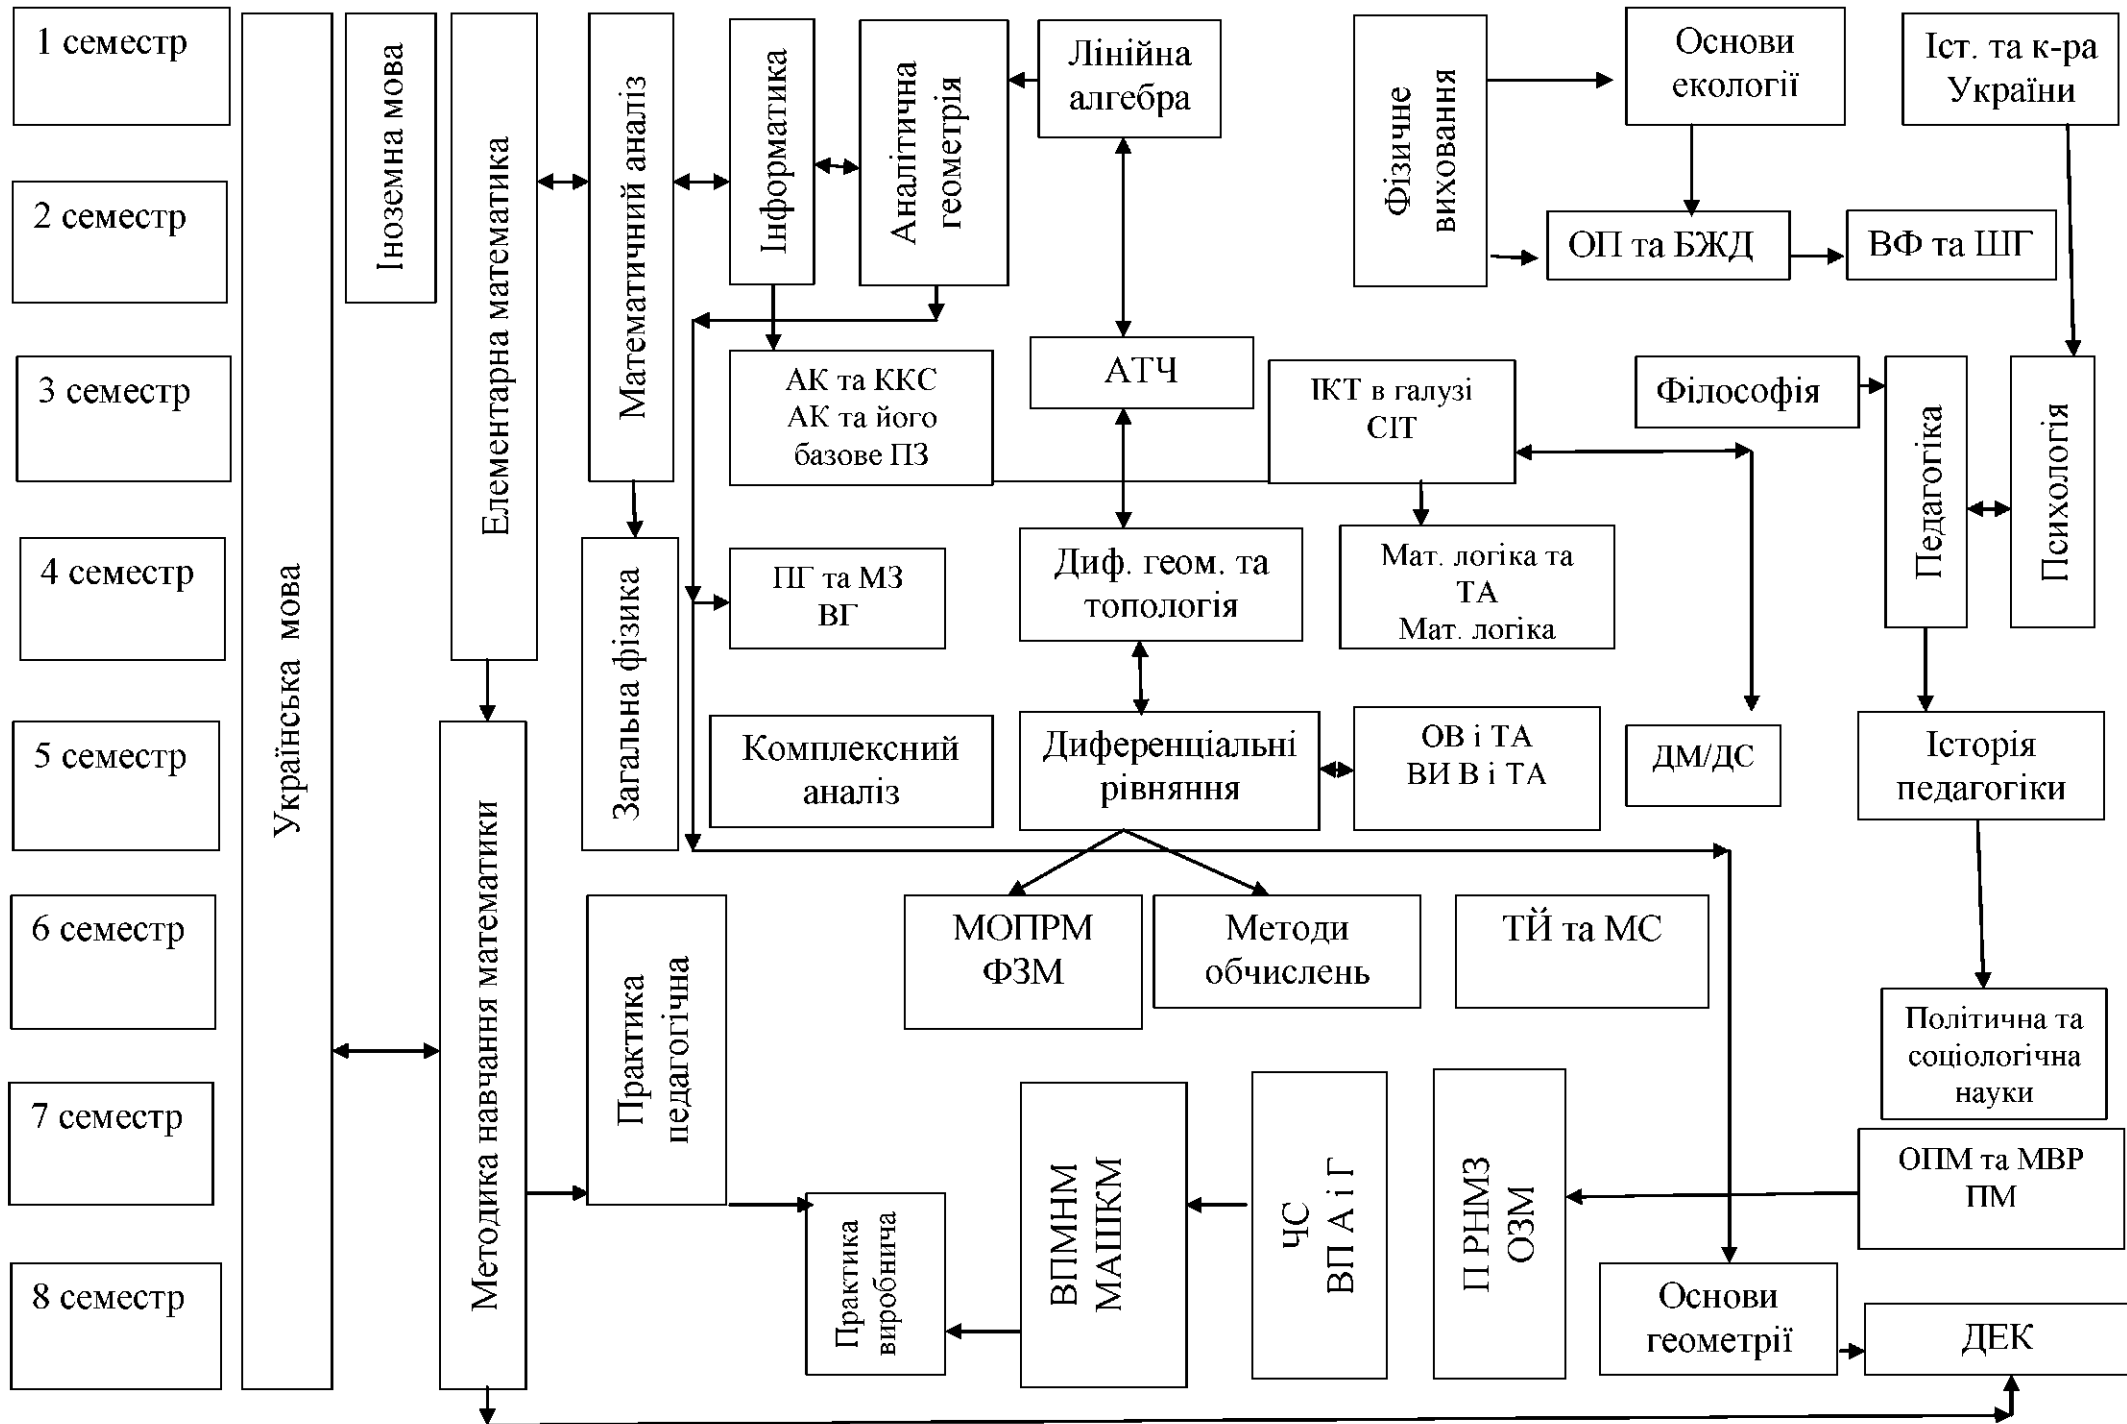 1 семестр
2 семестр
3 семестр
4 семестр
5 семестр
6 семестр
7 семестр
8 семестр
Українська мова
Іноземна мова
Елементарна математика
Математичний аналіз
Інформатика
Аналітична
геометрія
Лінійна
алгебра
Фізичне
виховання
Основи
екології
Іст. та к-ра
України
ОП та БЖД
ВФ та ШГ
АК та ККС
АК та його
базове ПЗ
АТЧ
ІКТ в галузі
СІТ
Філософія
Педагогіка
Психологія
Загальна фізика
ПГ та МЗ
ВГ
Диф. геом. та
топологія
Мат. логіка та
ТА
Мат. логіка
Методика навчання математики
Комплексний
аналіз
Диференціальні
рівняння
ОВ і ТА
ВИ В і ТА
ДМ/ДС
Історія
педагогіки
Практика
педагогічна
МОПРМ
ФЗМ
Методи
обчислень
ТЙ та МС
Політична та
соціологічна
науки
Практика
виробнича
ВПМНМ
МАШКМ
ЧС
ВП А і Г
П РНМЗ
ОЗМ
ОПМ та МВР
ПМ
Основи
геометрії
ДЕК